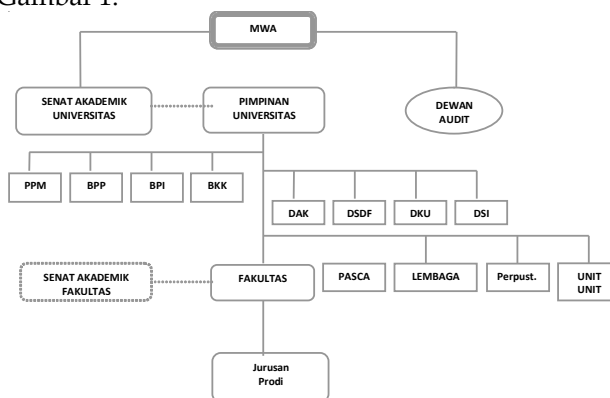 Gambar 1.
MWA
SENAT AKADEMIK
UNIVERSITAS
PIMPINAN
UNIVERSITAS
DEWAN
AUDIT
PPM
BPP
BPI
BKK
DAK
DSDF
DKU
DSI
SENAT AKADEMIK
FAKULTAS
FAKULTAS
PASCA
LEMBAGA
Perpust.
UNIT
UNIT
Jurusan
Prodi